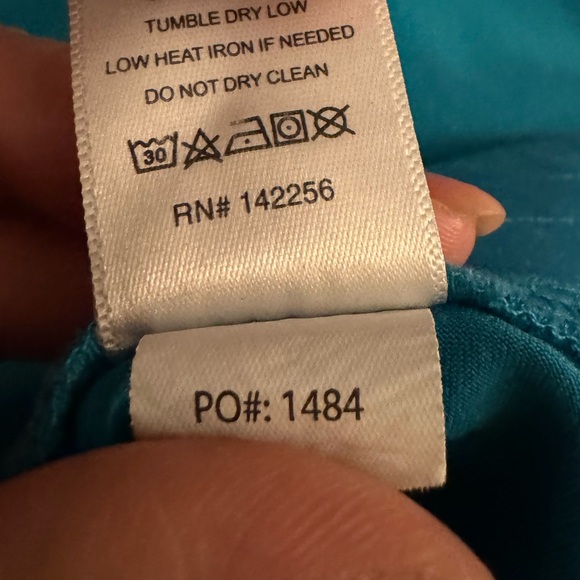 TUMBLE DRY LOW
LOW HEAT IRON IF NEEDED
DO NOT DRY CLEAN
30
RN# 142256
PO#: 1484